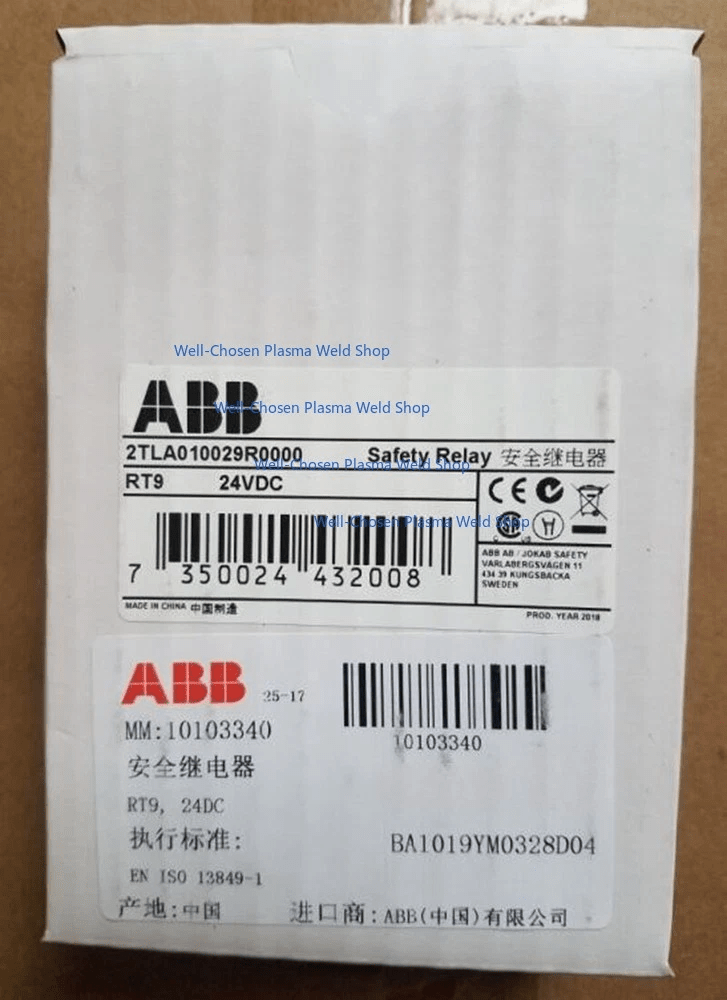 Well-Chosen Plasma Weld Shop
ABB
Well-Chosen Plasma Weld Shop
2TLA010029R0000 Safety Relay 安全继电器
Well-Chosen Plasma Weld Shop
RT9 24VDC
Well-Chosen Plasma Weld Shop
ABB AB / JOKAB SAFETY
VARLABERGSVÄGEN 11
434 39 KUNGSBACKA
SWEDEN
7 350024 432008
MADE IN CHINA 中国制造
PROD. YEAR 2018
ABB 25-17
MM:10103340
10103340
安全继电器
RT9, 24DC
执行标准:
BA1019YM0328D04
EN ISO 13849-1
产地:中国 进口商:ABB(中国)有限公司